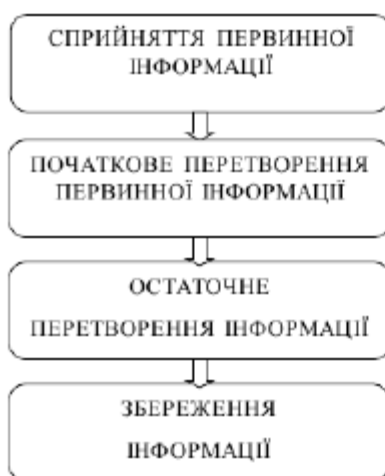 СПРИЙНЯТТЯ ПЕРВИННОЇ
ІНФОРМАЦІЇ
ПОЧАТКОВЕ ПЕРЕТВОРЕННЯ
ПЕРВИННОЇ ІНФОРМАЦІЇ
ОСТАТОЧНЕ
ПЕРЕТВОРЕННЯ ІНФОРМАЦІЇ
ЗБЕРЕЖЕННЯ
ІНФОРМАЦІЇ